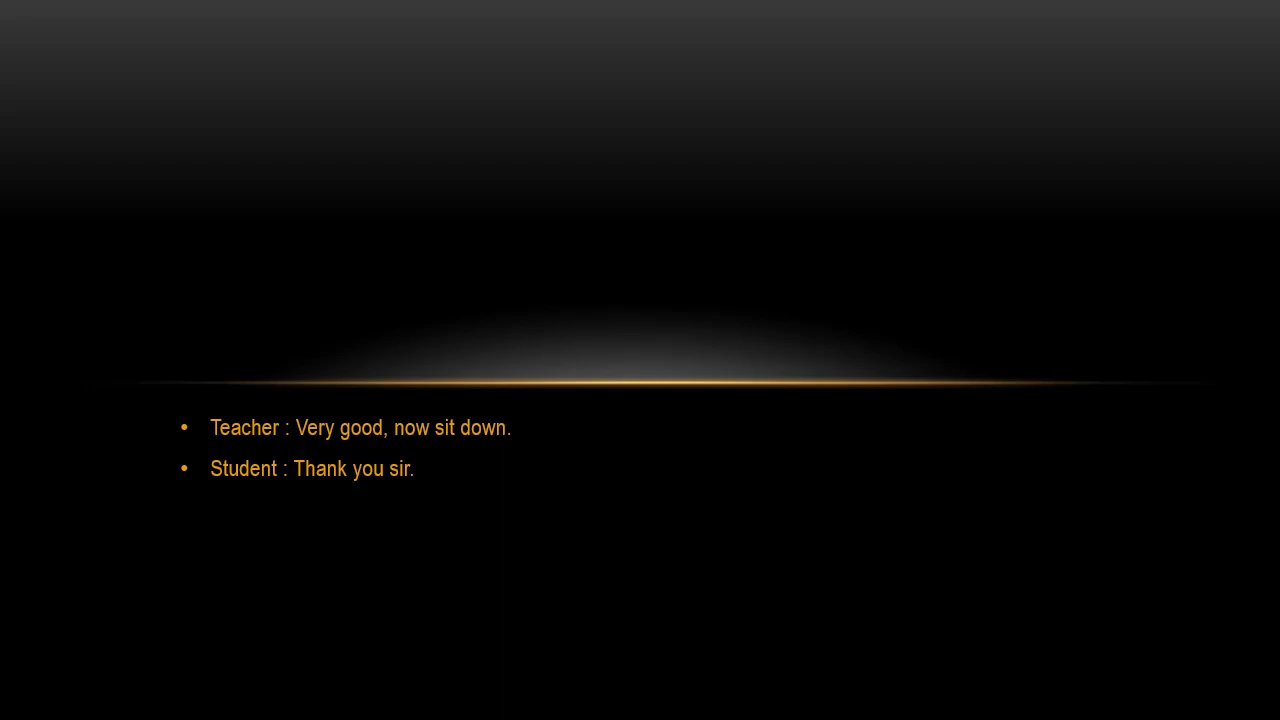 • Teacher : Very good, now sit down.
• Student : Thank you sir.